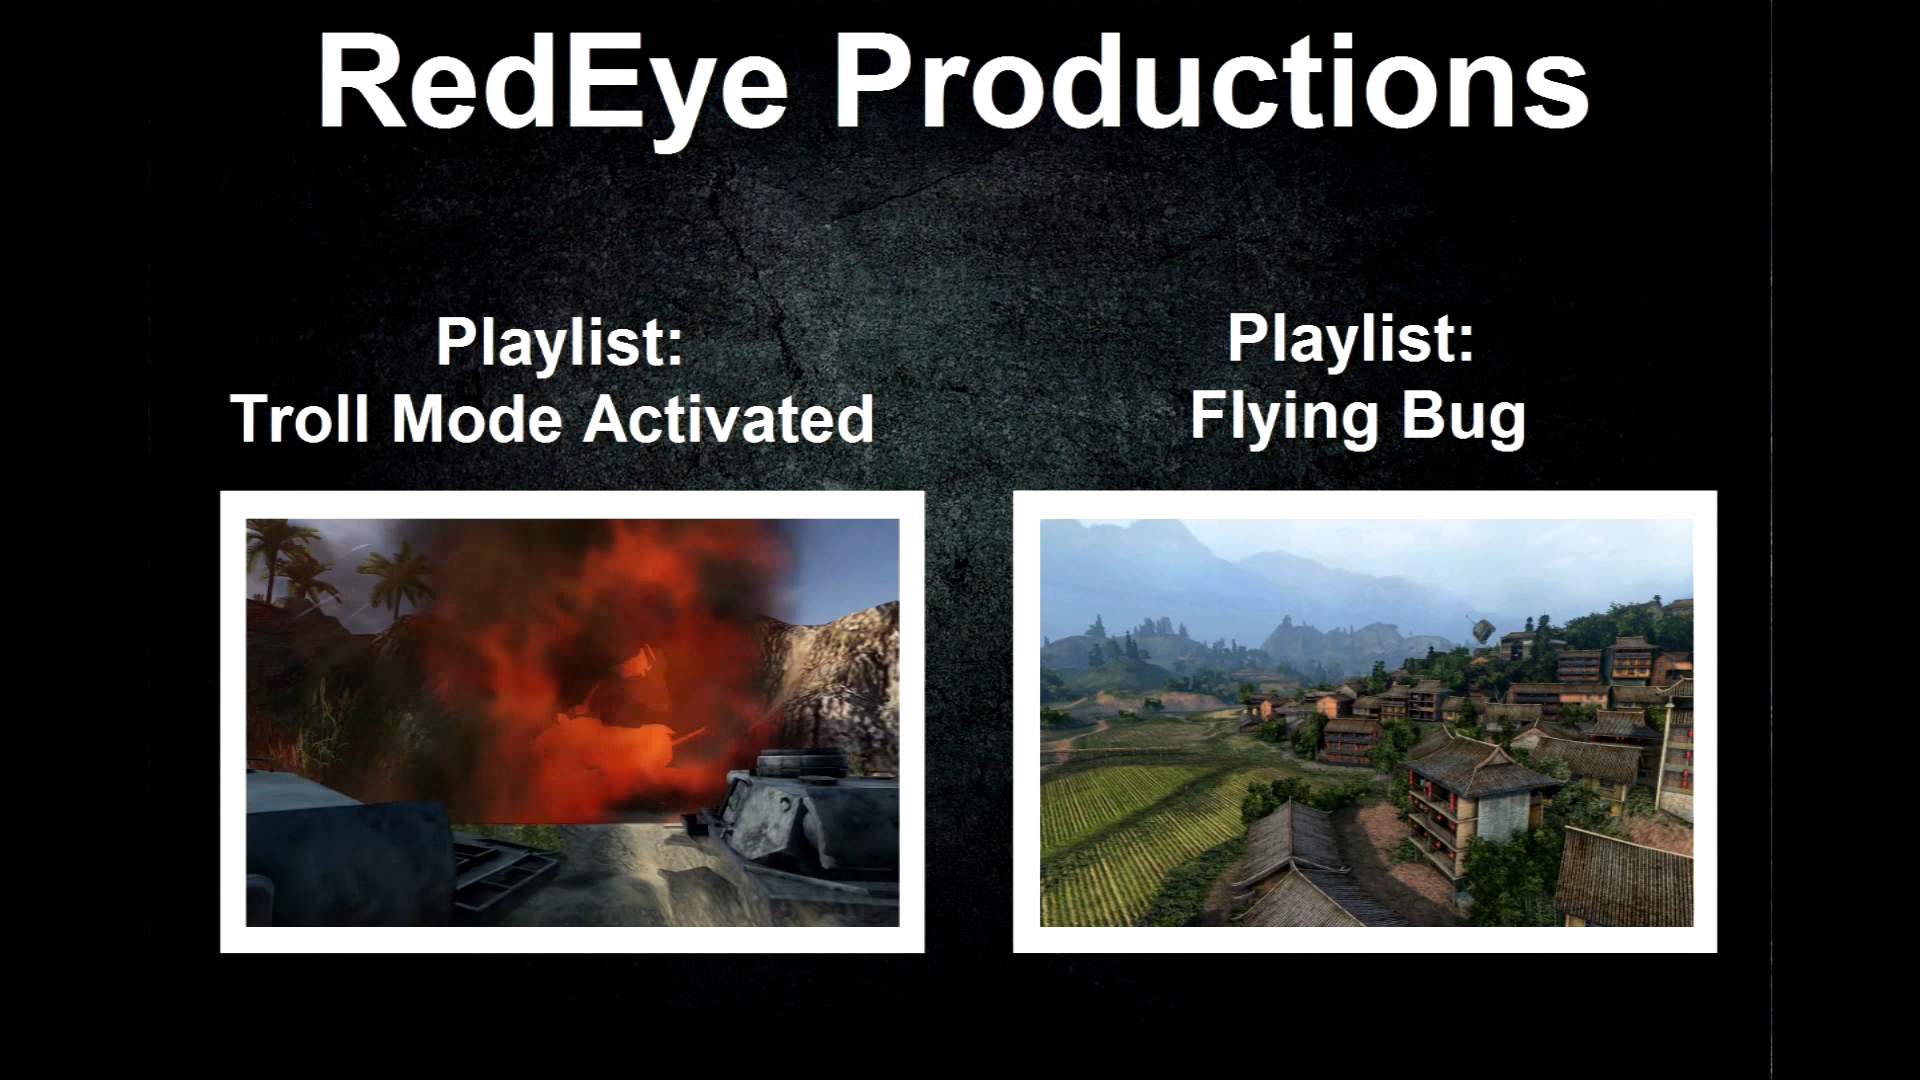 RedEye Productions
Playlist:
Troll Mode Activated
Playlist:
Flying Bug